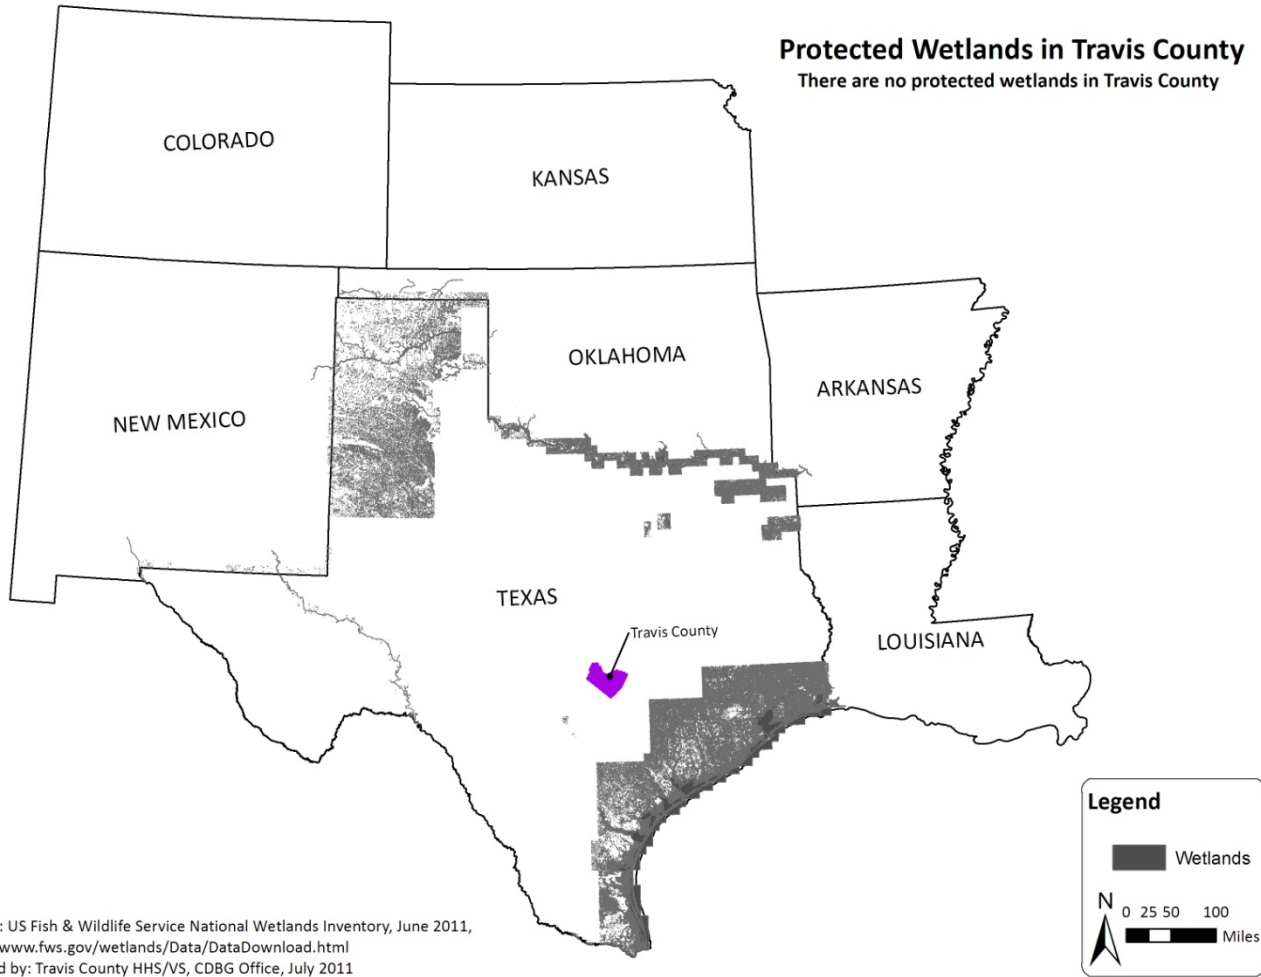 Protected Wetlands in Travis County
There are no protected wetlands in Travis County
COLORADO
KANSAS
OKLAHOMA
ARKANSAS
NEW MEXICO
TEXAS
Travis County
LOUISIANA
Legend
Wetlands
N
0 25 50 100
Miles
: US Fish & Wildlife Service National Wetlands Inventory, June 2011,
www.fws.gov/wetlands/Data/DataDownload.html
d by: Travis County HHS/VS, CDBG Office, July 2011